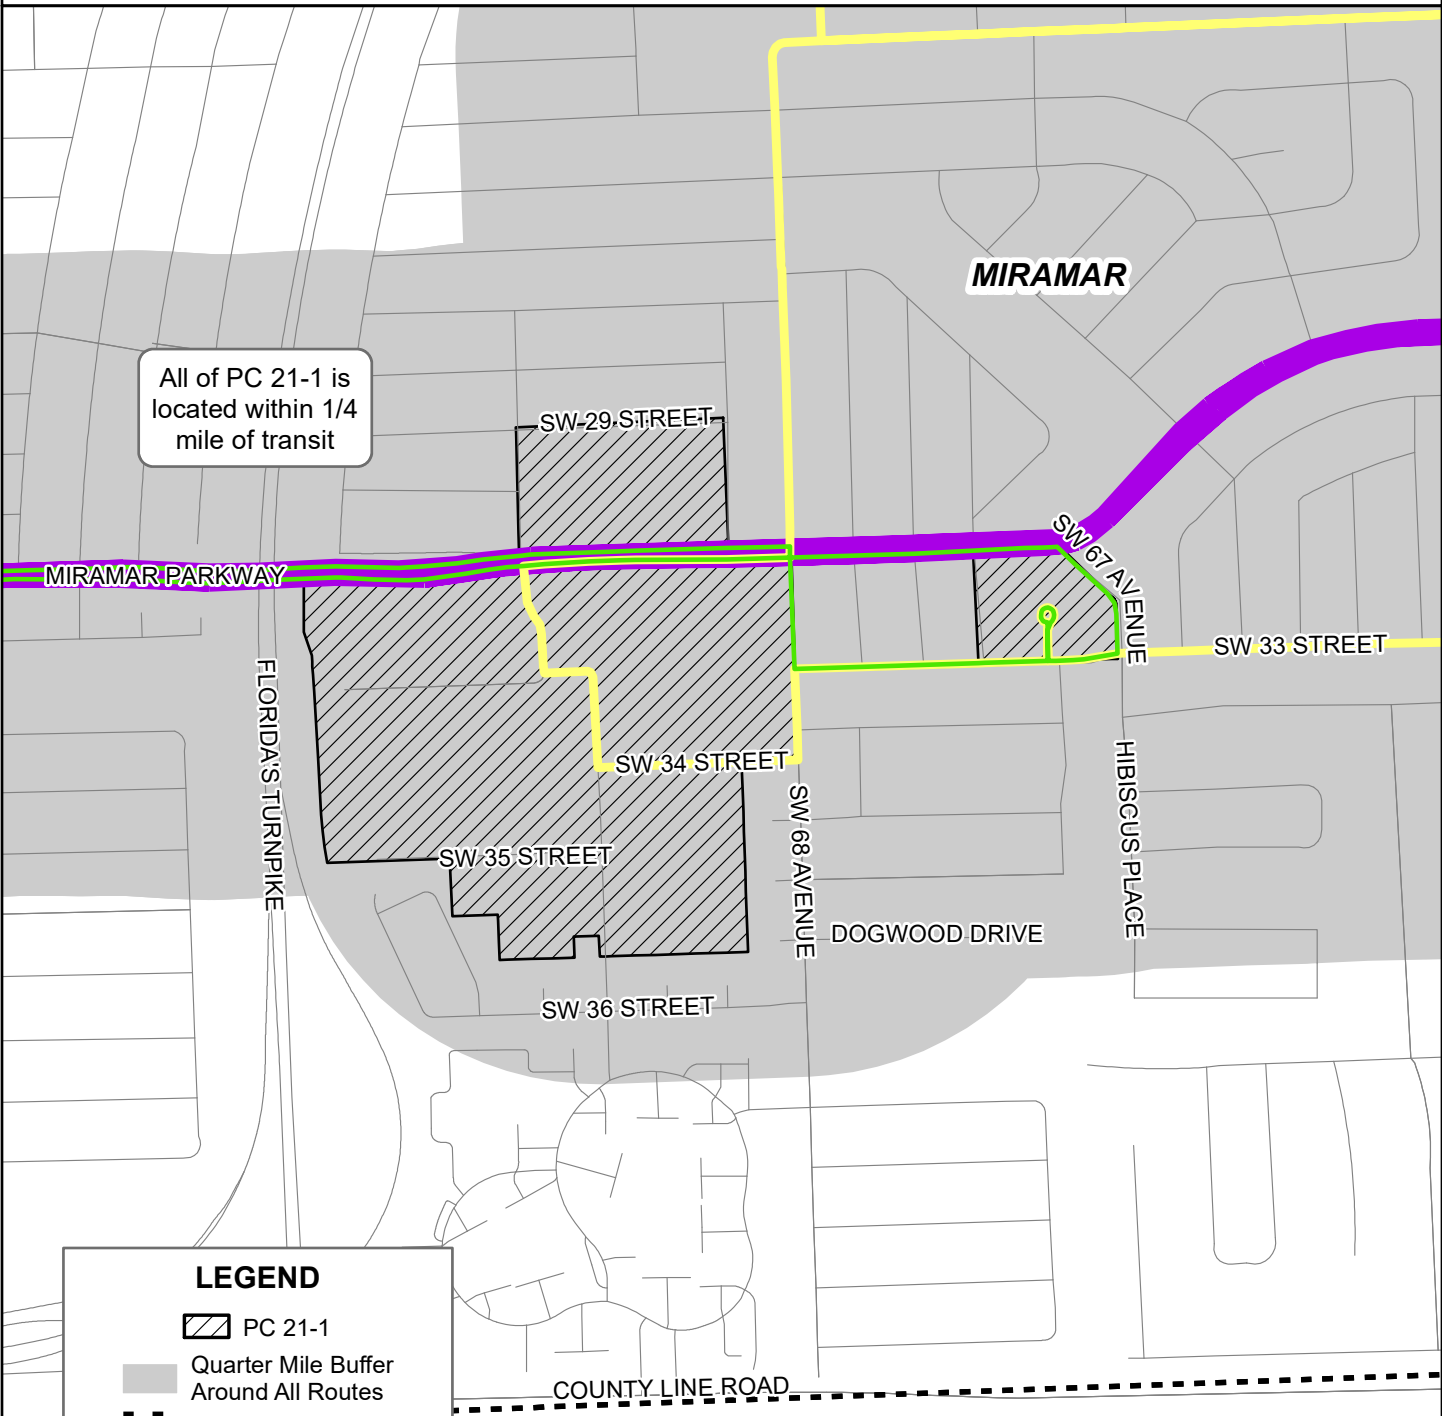 MIRAMAR
All of PC 21-1 is
located within 1/4
mile of transit
SW 29 STREET
SW 67 AVENUE
MIRAMAR PARKWAY
SW 33 STREET
FLORIDA'S TURNPIKE
SW 34 STREET
HIBISCUS PLACE
SW 68 AVENUE
SW 35 STREET
DOGWOOD DRIVE
SW 36 STREET
LEGEND
PC 21-1
Quarter Mile Buffer
Around All Routes
COUNTY LINE ROAD